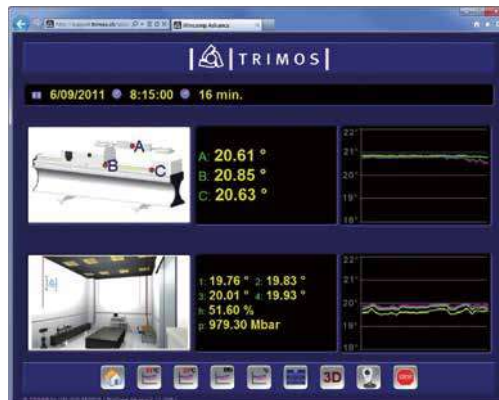 Wincomp Advance
TRIMOS
6/09/2011 8:15:00 16 min.
A
B
C
A: 20.61 °
B: 20.85 °
C: 20.63 °
22°
21°
20°
19°
18°
1: 19.76 ° 2: 19.83 °
3: 20.01 ° 4: 19.93 °
h: 51.60 %
p: 979.30 Mbar
22°
21°
20°
19°
18°
3D